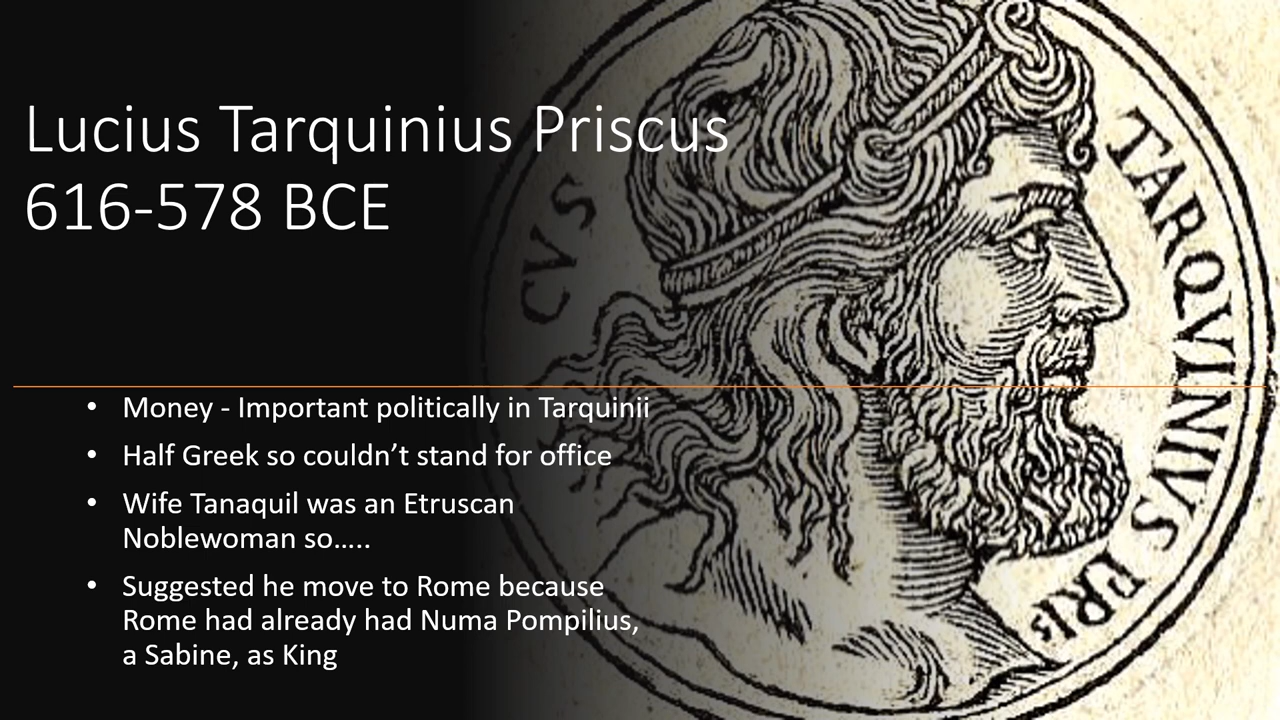 Lucius Tarquinius Priscus
616-578 BCE
• Money - Important politically in Tarquinii
• Half Greek so couldn’t stand for office
• Wife Tanaquil was an Etruscan
Noblewoman so…..
• Suggested he move to Rome because
Rome had already had Numa Pompilius,
a Sabine, as King
TARQVINIVS PRIS
CVS